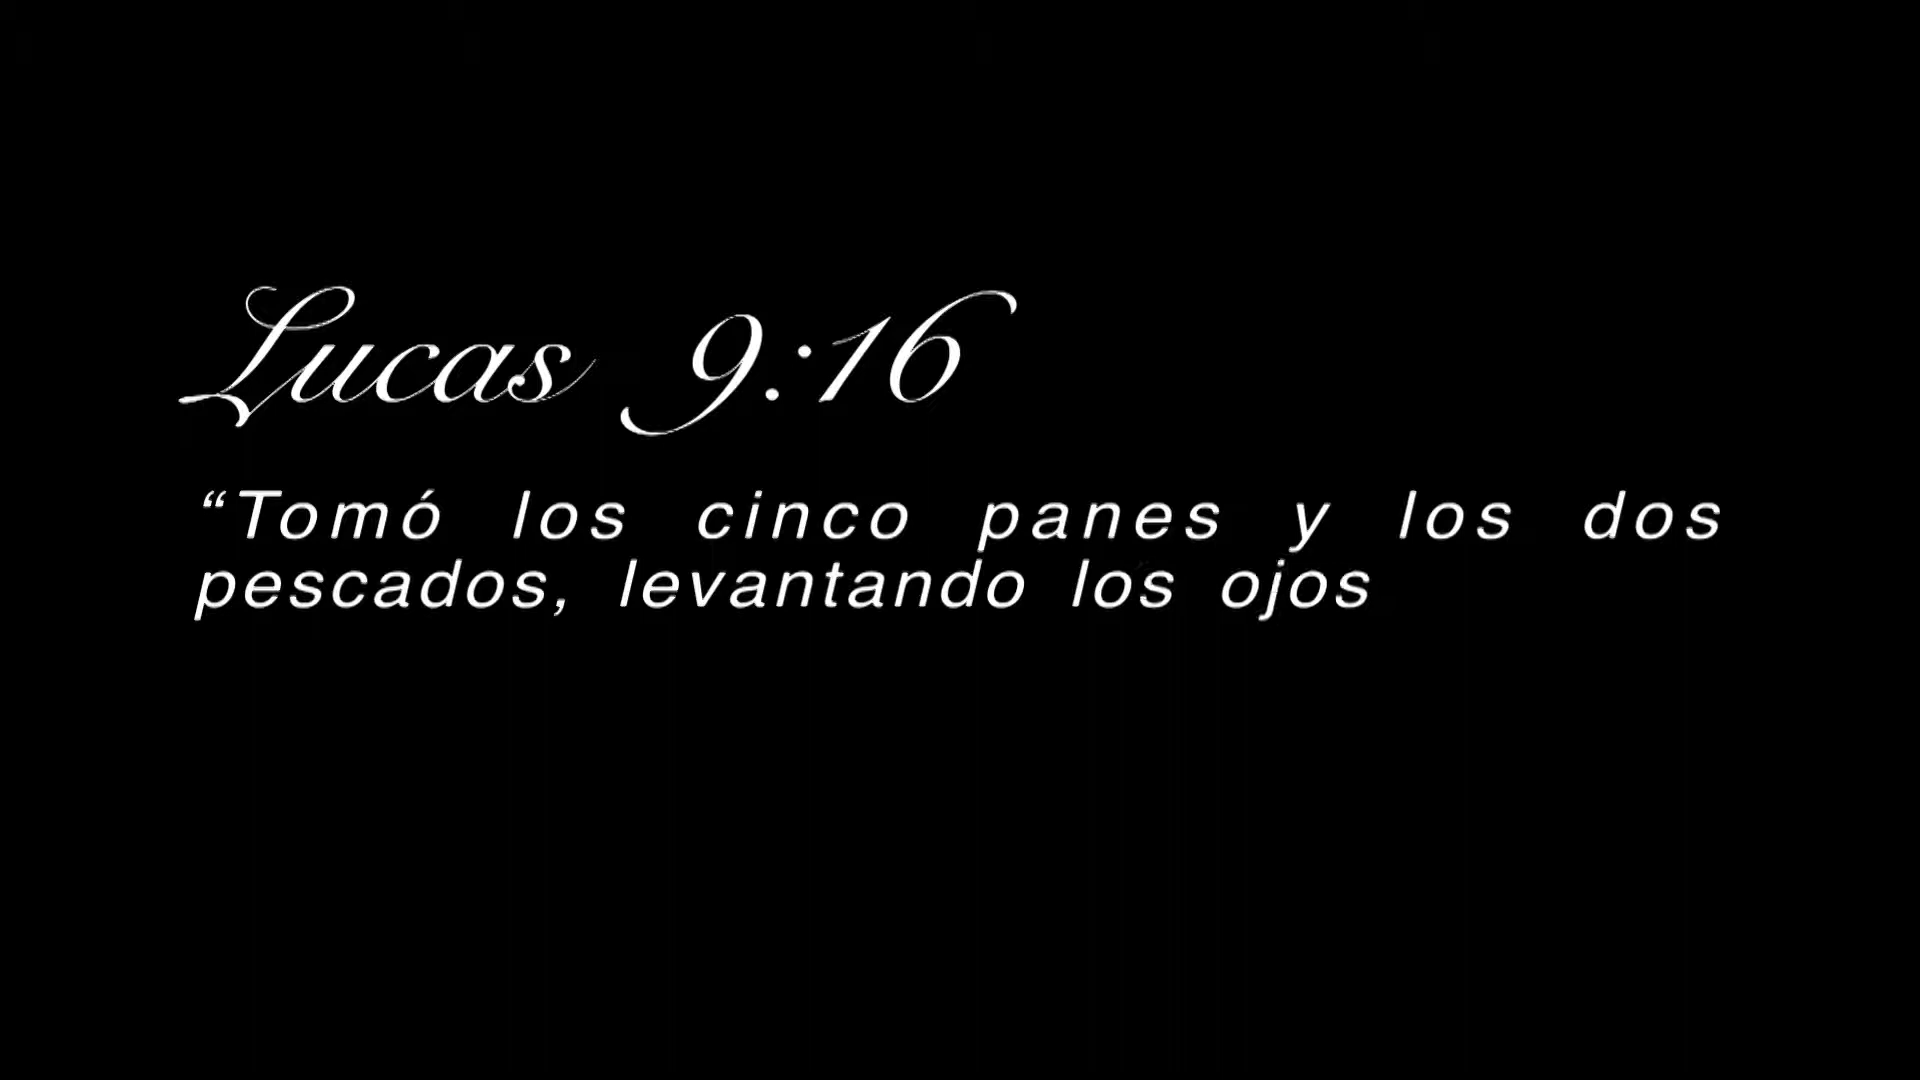 Lucas 9:16
“Tomó los cinco panes y los dos
pescados, levantando los ojos